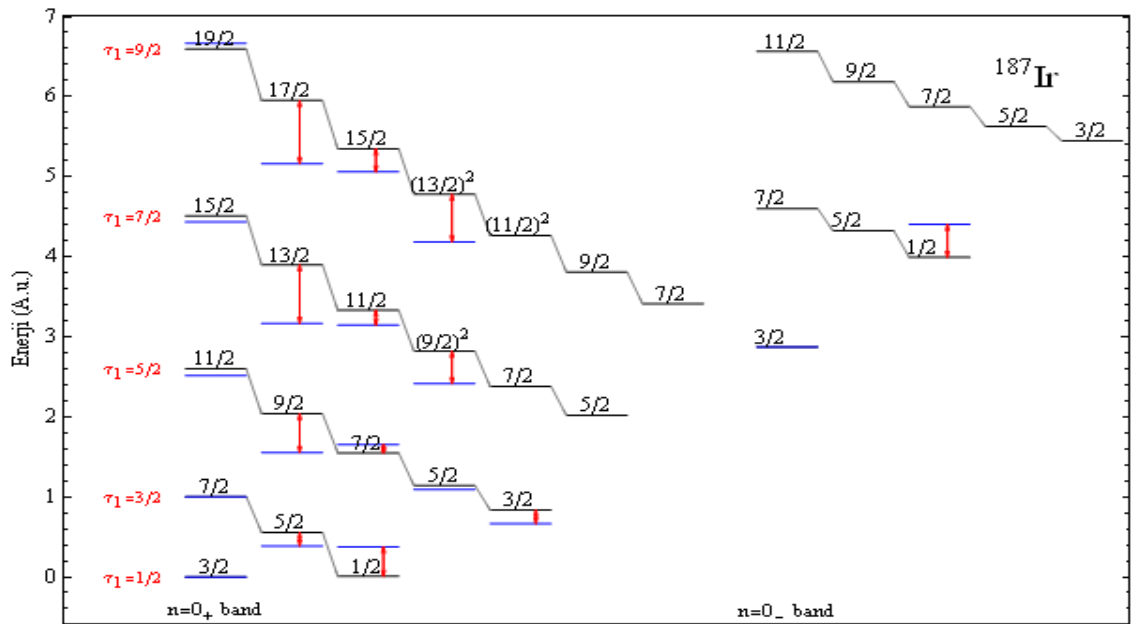 7
τ₁=9/2 19/2 11/2
9/2 ¹⁸⁷Ir
17/2 7/2
6
5/2
15/2 3/2
5
(13/2)²
τ₁=7/2 15/2 (11/2)² 7/2
5/2
4 13/2 9/2 1/2
11/2 7/2
3 (9/2)² 3/2
11/2 7/2
τ₁=5/2
2 9/2 5/2
7/2
5/2
1 τ₁=3/2 7/2 3/2
5/2
0 τ₁=1/2 3/2 1/2
n=0₊ band n=0₋ band
Enerji (A.u.)